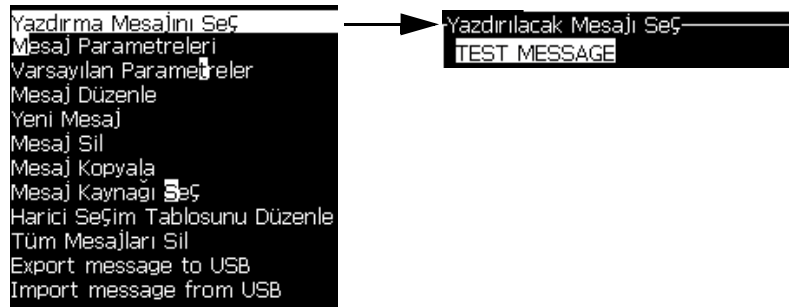 Yazdırma Mesajını Seç
Mesaj Parametreleri
Varsayılan Parametreler
Mesaj Düzenle
Yeni Mesaj
Mesaj Sil
Mesaj Kopyala
Mesaj Kaynağı Seç
Harici Seçim Tablosunu Düzenle
Tüm Mesajları Sil
Export message to USB
Import message from USB
Yazdırılacak Mesajı Seç
TEST MESSAGE